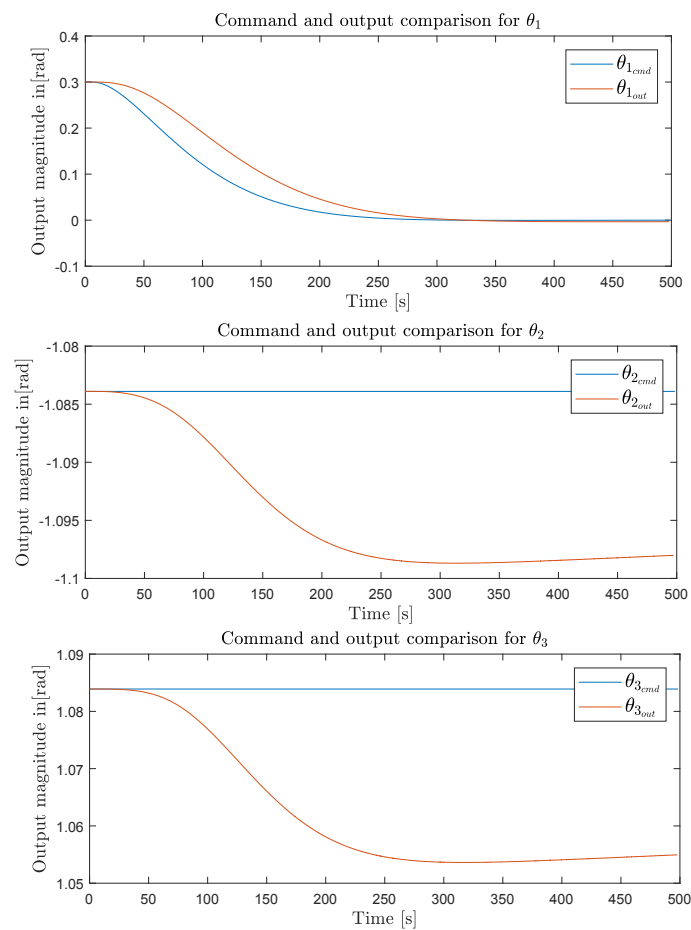 Command and output comparison for θ₁
Output magnitude in[rad]
0.4
0.3
0.2
0.1
0
-0.1
θ₁cmd
θ₁out
0 50 100 150 200 250 300 350 400 450 500
Time [s]
Command and output comparison for θ₂
Output magnitude in[rad]
-1.08
-1.085
-1.09
-1.095
-1.1
θ₂cmd
θ₂out
0 50 100 150 200 250 300 350 400 450 500
Time [s]
Command and output comparison for θ₃
Output magnitude in[rad]
1.09
1.08
1.07
1.06
1.05
θ₃cmd
θ₃out
0 50 100 150 200 250 300 350 400 450 500
Time [s]